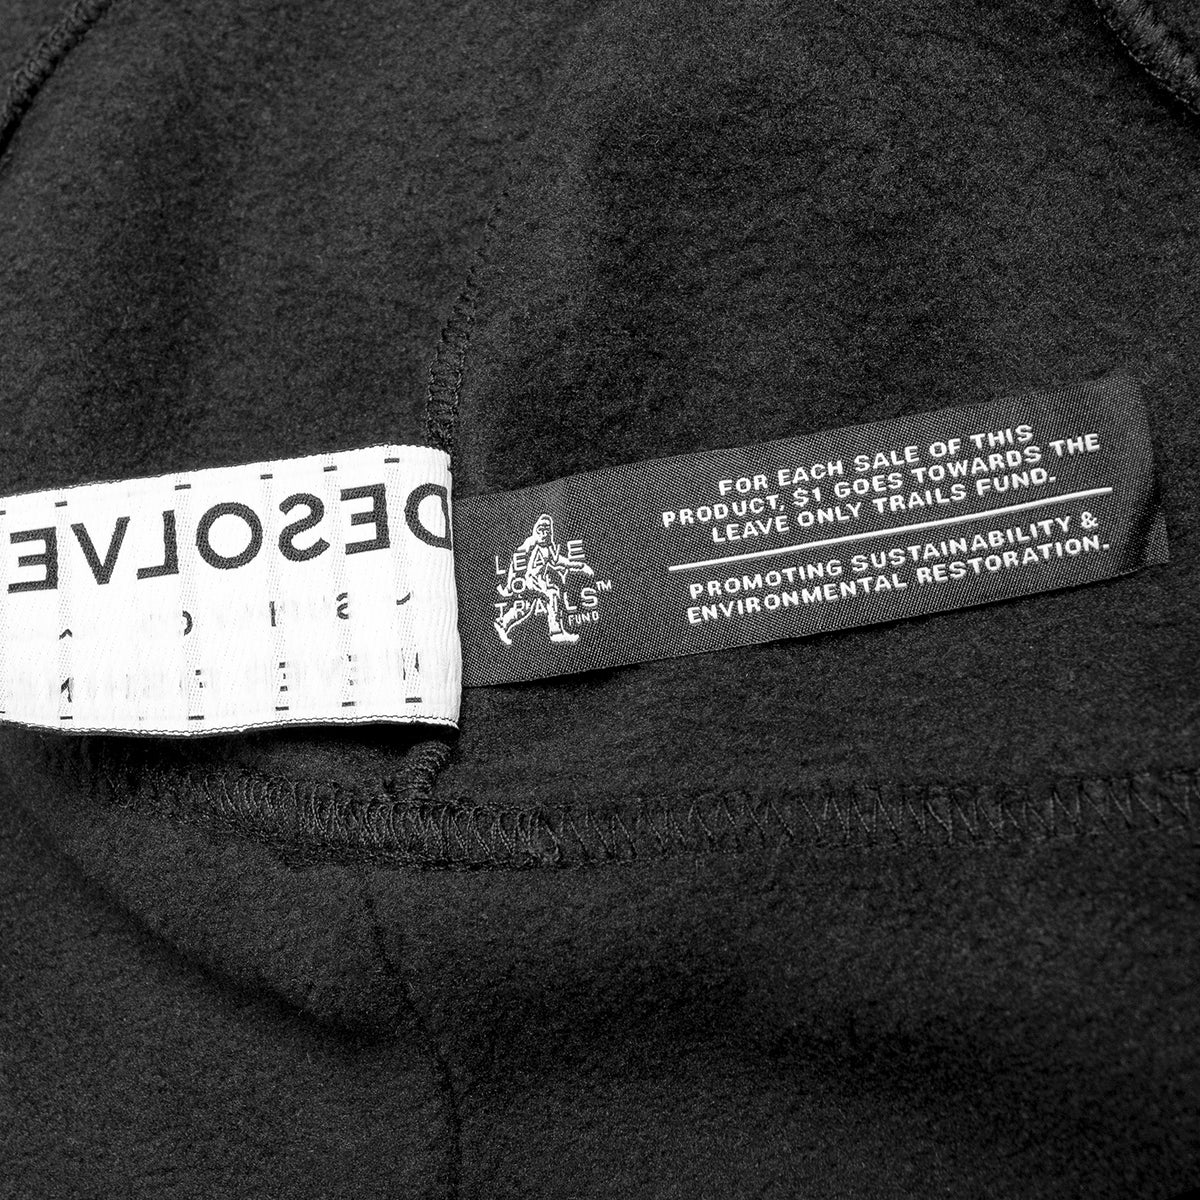 DESOLVE
LEAVE
ONLY
TRAILS™
FUND
FOR EACH SALE OF THIS
PRODUCT, $1 GOES TOWARDS THE
LEAVE ONLY TRAILS FUND.
PROMOTING SUSTAINABILITY &
ENVIRONMENTAL RESTORATION.